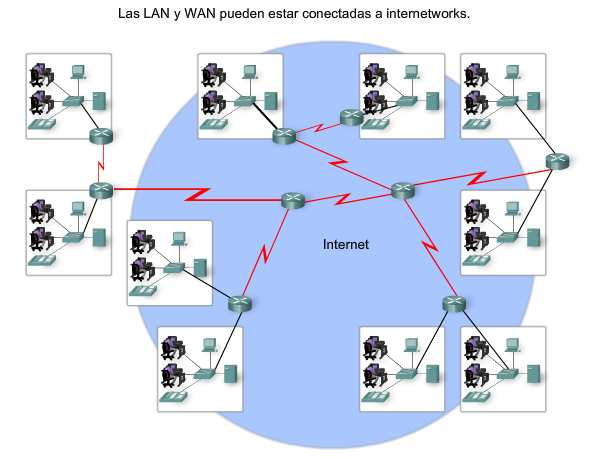 Las LAN y WAN pueden estar conectadas a internetworks.
Internet